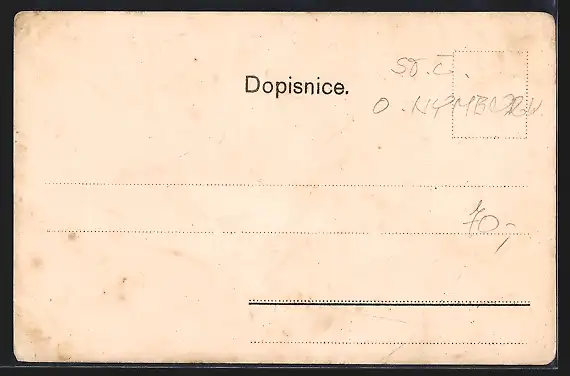 ST. Č.
Dopisnice.
O. NYMBURK
70,-